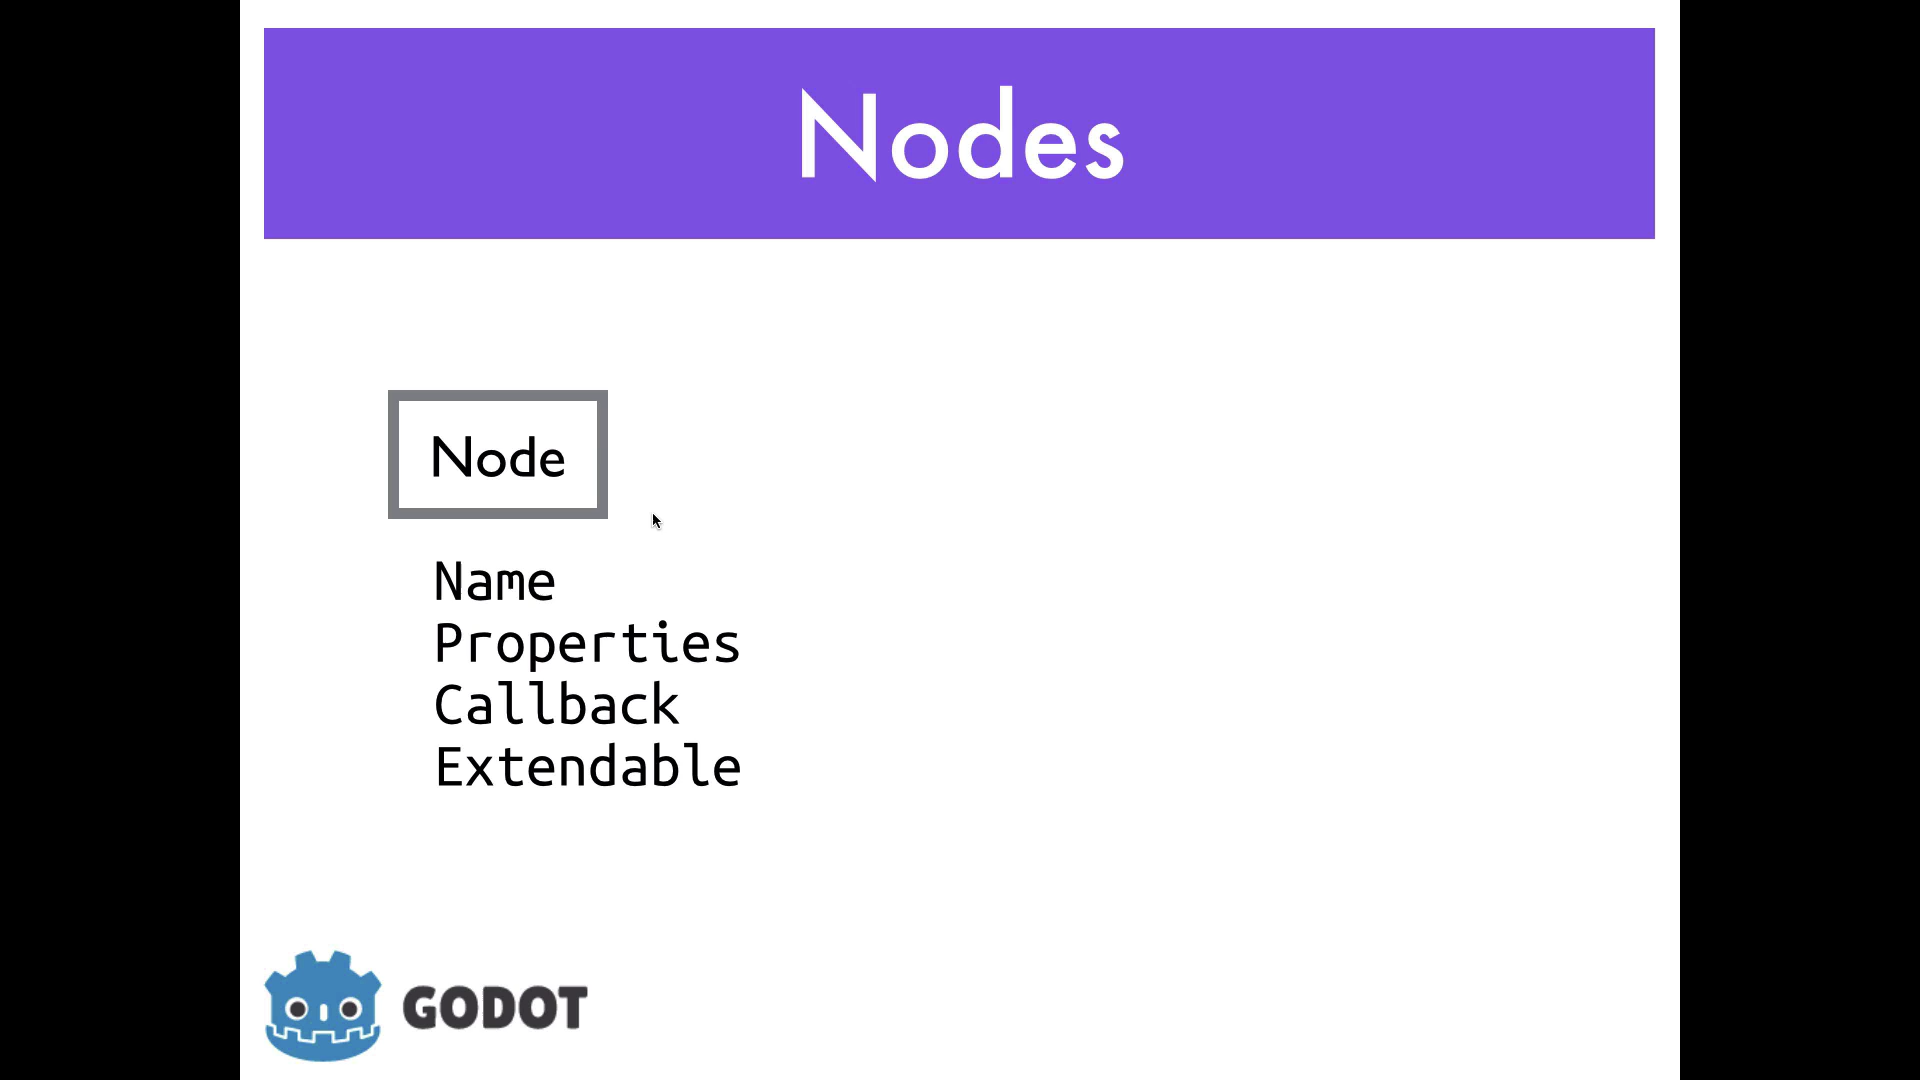 Nodes
Node
Name
Properties
Callback
Extendable
GODOT